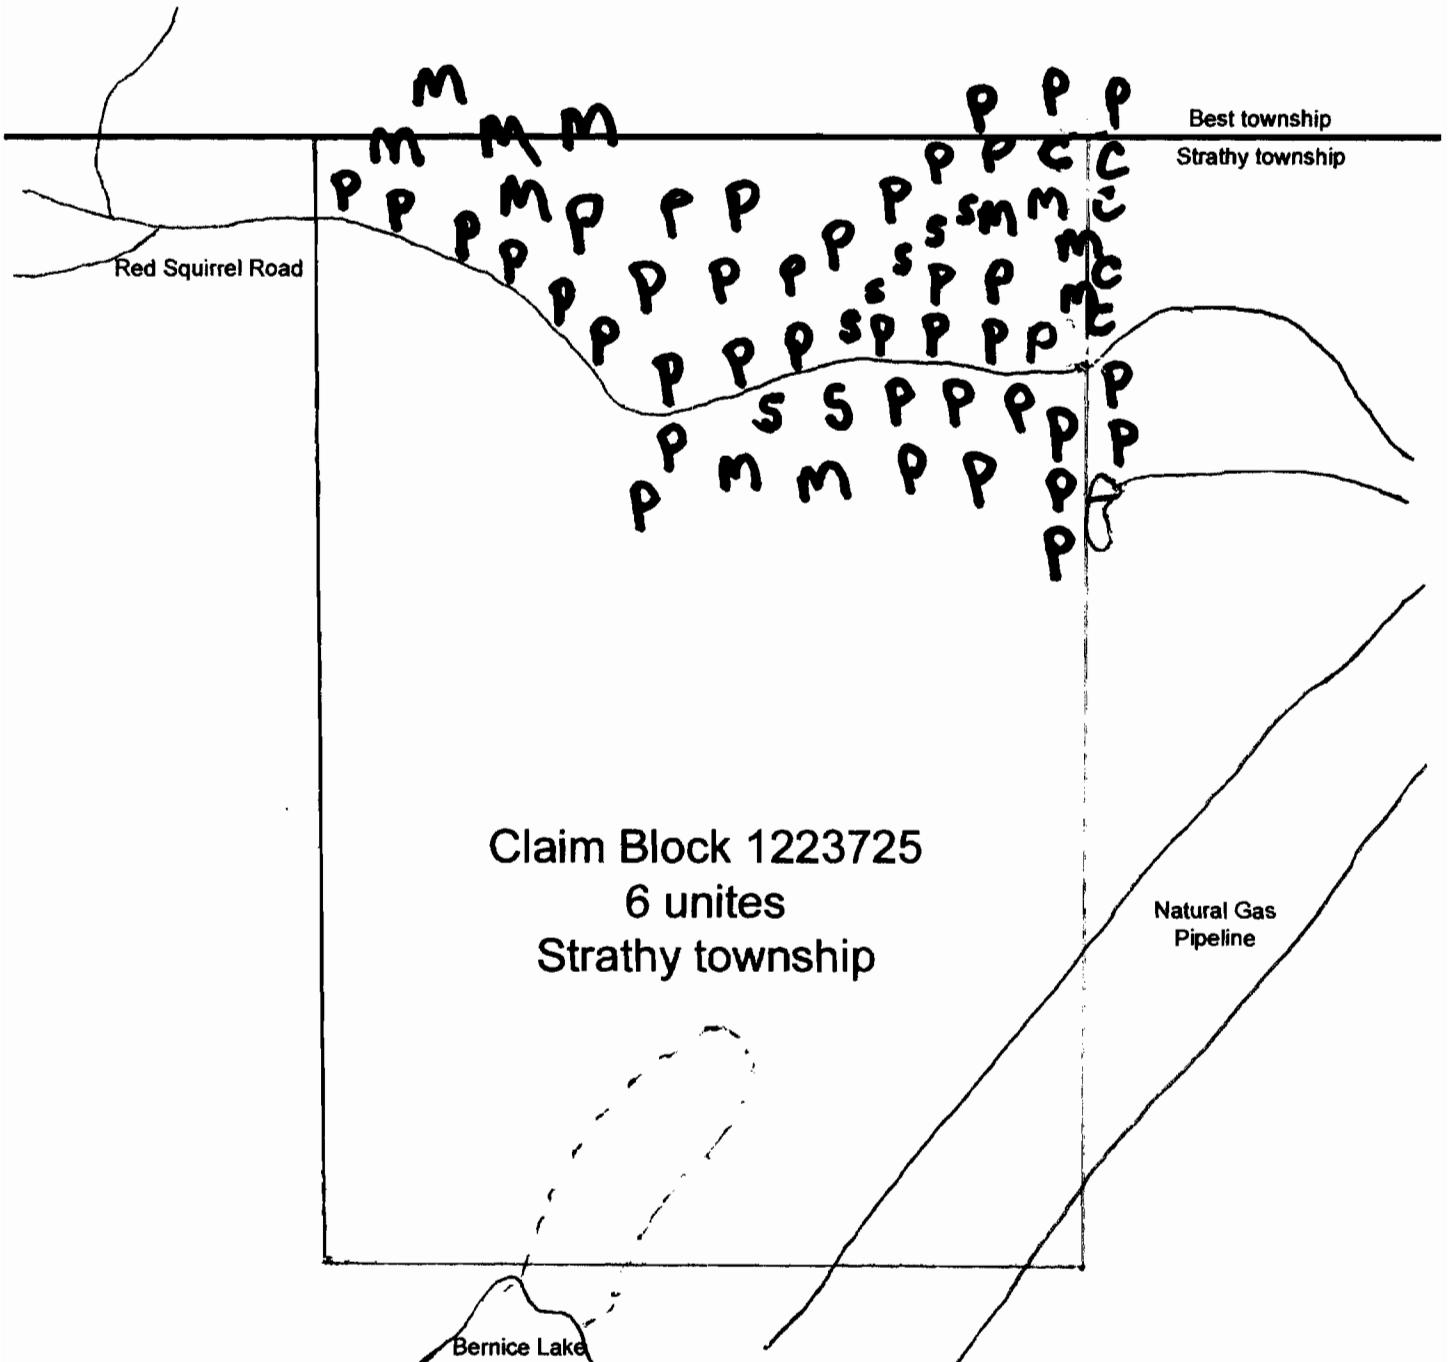 M P P P
Best township
M M M
P P C C Strathy township
P P M P P P P S S M M C
Red Squirrel Road
P P P P P P S M
P P P P S P P C
P P P P S P P P P M C
P S S P P P P P
P M M P P P P
P P
P
Claim Block 1223725
6 unites
Strathy township
Natural Gas
Pipeline
Bernice Lake